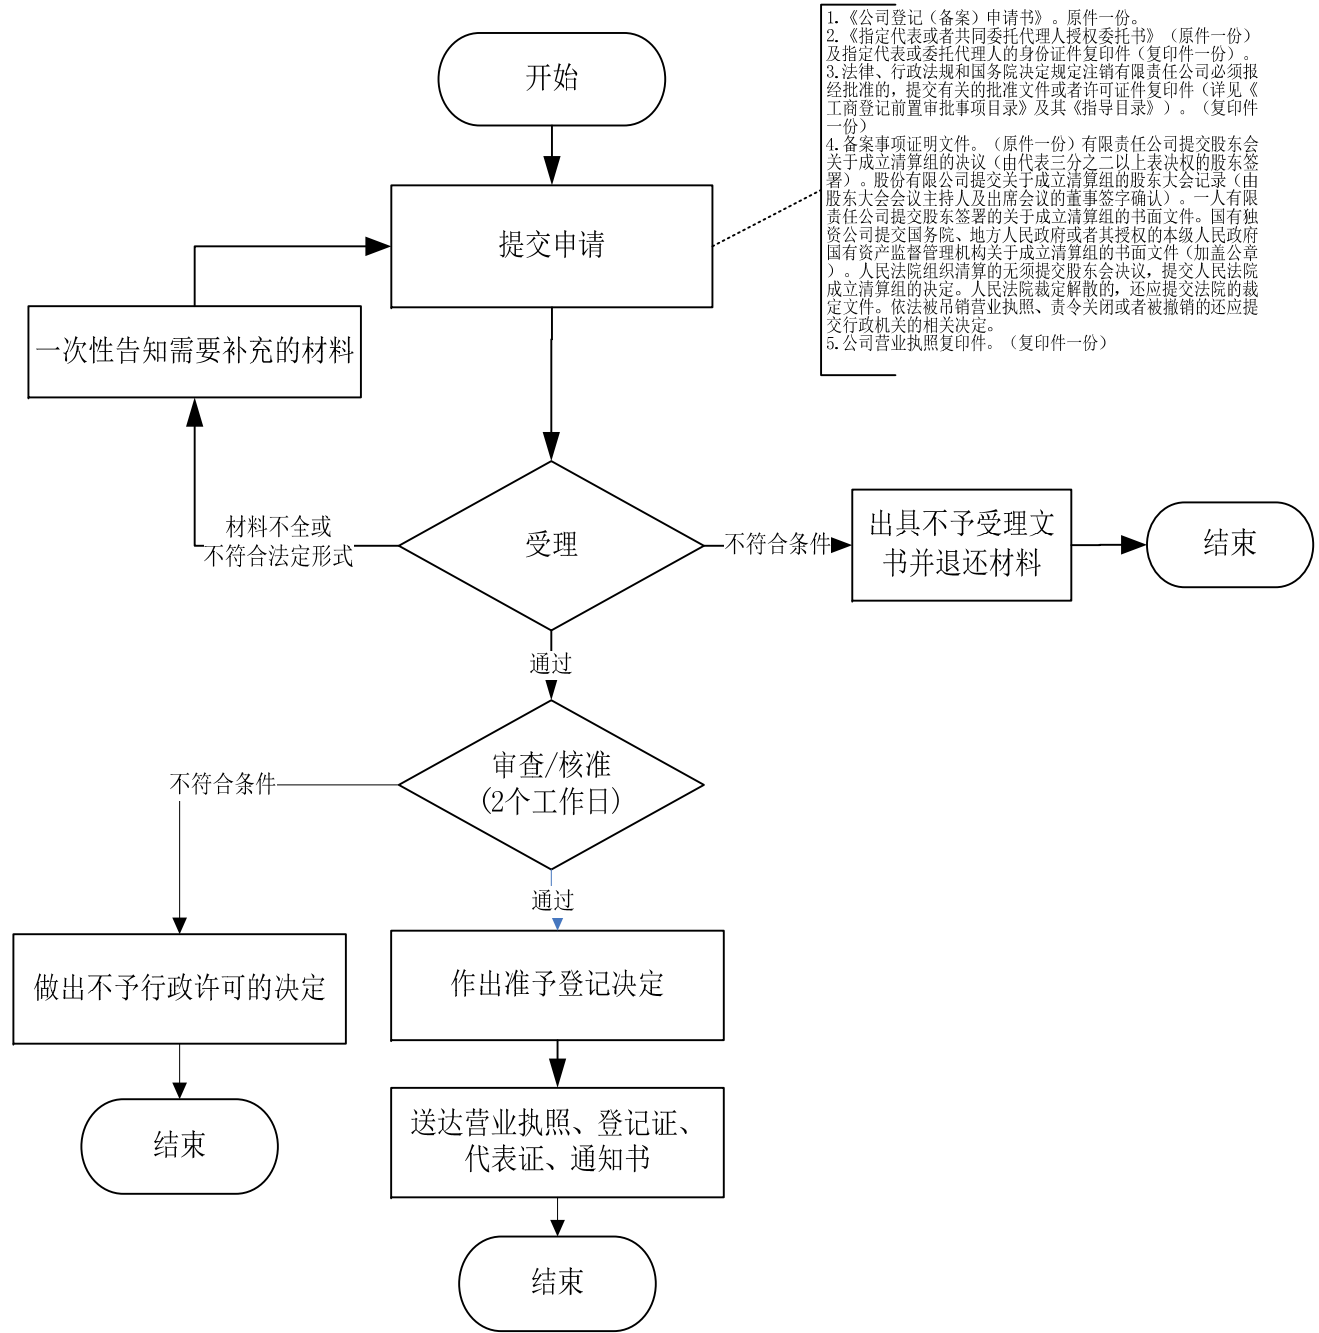 开始
1.《公司登记（备案）申请书》。原件一份。
2.《指定代表或者共同委托代理人授权委托书》（原件一份）
及指定代表或委托代理人的身份证件复印件（复印件一份）。
3.法律、行政法规和国务院决定规定注销有限责任公司必须报
经批准的，提交有关的批准文件或者许可证件复印件（详见《
工商登记前置审批事项目录》及其《指导目录》）。（复印件
一份）
4.备案事项证明文件。（原件一份）有限责任公司提交股东会
关于成立清算组的决议（由代表三分之二以上表决权的股东签
署）。股份有限公司提交关于成立清算组的股东大会记录（由
股东大会会议主持人及出席会议的董事签字确认）。一人有限
责任公司提交股东签署的关于成立清算组的书面文件。国有独
资公司提交国务院、地方人民政府或者其授权的本级人民政府
国有资产监督管理机构关于成立清算组的书面文件（加盖公章
）。人民法院组织清算的无须提交股东会决议，提交人民法院
成立清算组的决定。人民法院裁定解散的，还应提交法院的裁
定文件。依法被吊销营业执照、责令关闭或者被撤销的还应提
交行政机关的相关决定。
5.公司营业执照复印件。（复印件一份）
提交申请
一次性告知需要补充的材料
材料不全或
不符合法定形式
受理
不符合条件
出具不予受理文
书并退还材料
结束
通过
审查/核准
(2个工作日)
不符合条件
通过
做出不予行政许可的决定
作出准予登记决定
送达营业执照、登记证、
代表证、通知书
结束
结束